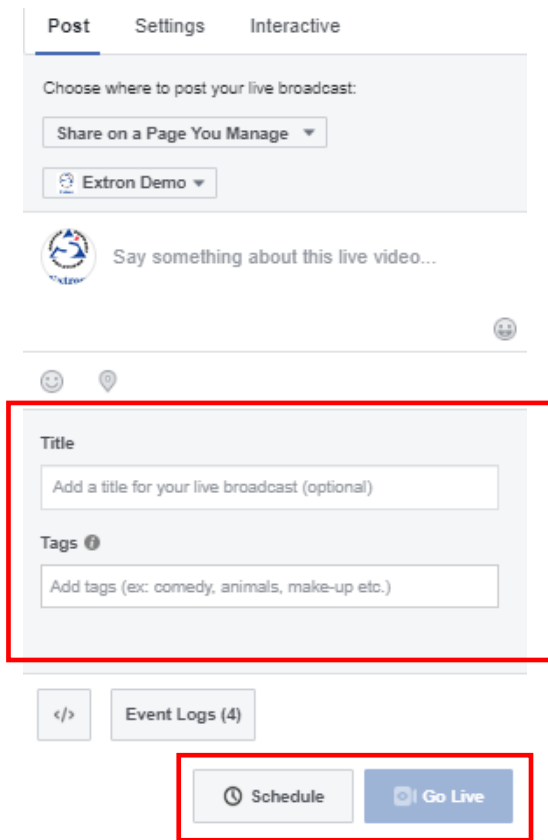 Post Settings Interactive
Choose where to post your live broadcast:
Share on a Page You Manage
Extron Demo
Say something about this live video...
Extron
Title
Add a title for your live broadcast (optional)
Tags
Add tags (ex: comedy, animals, make-up etc.)
</> Event Logs (4)
Schedule Go Live